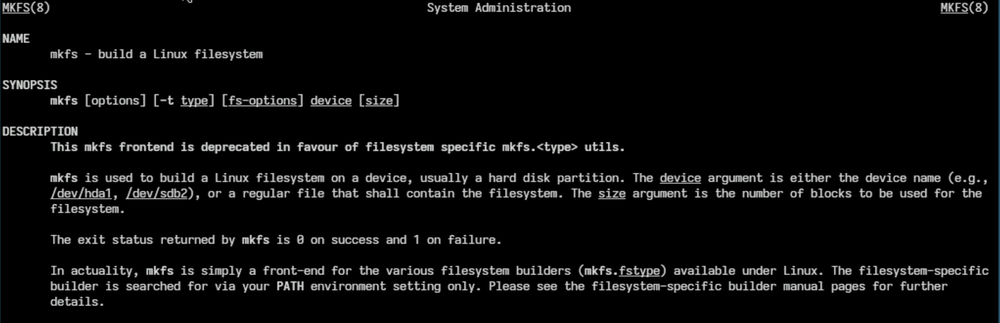 MKFS(8) System Administration MKFS(8)
NAME
mkfs - build a Linux filesystem
SYNOPSIS
mkfs [options] [-t type] [fs-options] device [size]
DESCRIPTION
This mkfs frontend is deprecated in favour of filesystem specific mkfs.<type> utils.
mkfs is used to build a Linux filesystem on a device, usually a hard disk partition. The device argument is either the device name (e.g.,
/dev/hda1, /dev/sdb2), or a regular file that shall contain the filesystem. The size argument is the number of blocks to be used for the
filesystem.
The exit status returned by mkfs is 0 on success and 1 on failure.
In actuality, mkfs is simply a front-end for the various filesystem builders (mkfs.fstype) available under Linux. The filesystem-specific
builder is searched for via your PATH environment setting only. Please see the filesystem-specific builder manual pages for further
details.